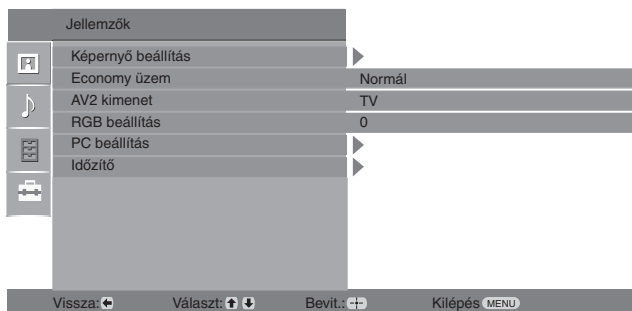 Jellemzők
Képernyő beállítás
Economy üzem Normál
AV2 kimenet TV
RGB beállítás 0
PC beállítás
Időzítő
Vissza: Választ: Bevit.: Kilépés MENU